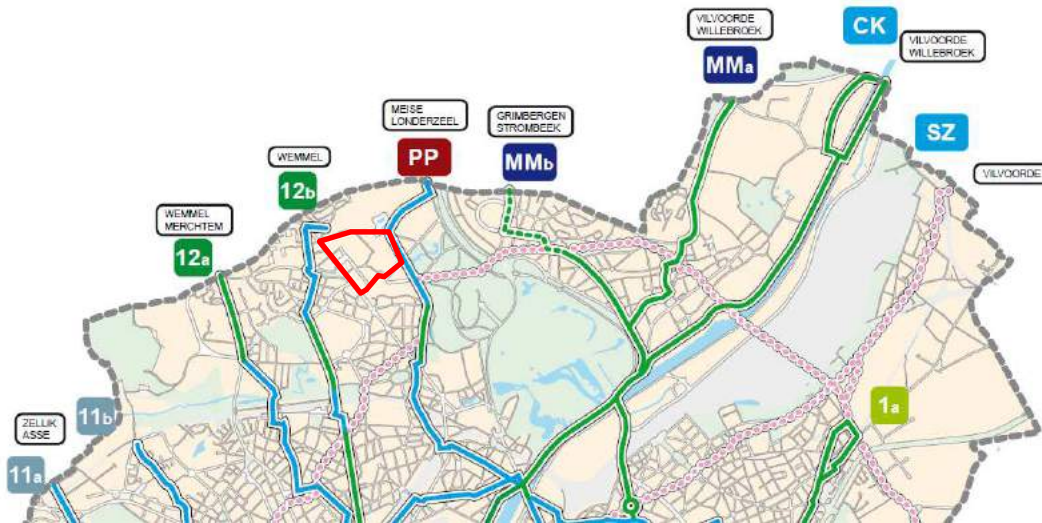 VILVOORDE
WILLEBROEK
MMa
CK
VILVOORDE
WILLEBROEK
MEISE
LONDERZEEL
PP
GRIMBERGEN
STROMBEEK
MMb
SZ
VILVOORDE
WEMMEL
12b
WEMMEL
MERCHTEM
12a
11b
ZELLIK
ASSE
11a
1a